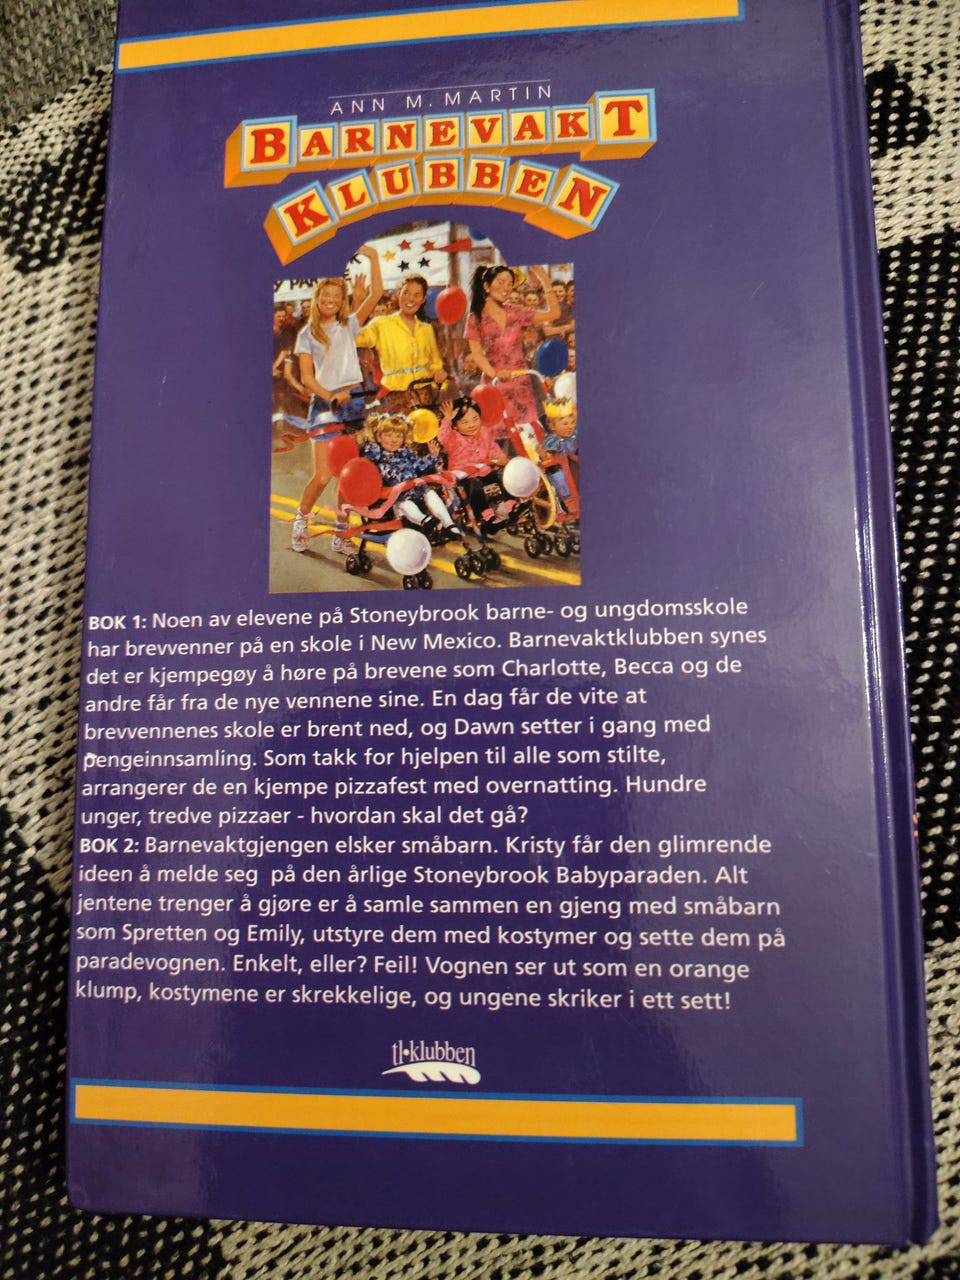 ANN M. MARTIN
BARNEVAKT
KLUBBEN
BOK 1: Noen av elevene på Stoneybrook barne- og ungdomsskole
har brevvenner på en skole i New Mexico. Barnevaktklubben synes
det er kjempegøy å høre på brevene som Charlotte, Becca og de
andre får fra de nye vennene sine. En dag får de vite at
brevvennenes skole er brent ned, og Dawn setter i gang med
pengeinnsamling. Som takk for hjelpen til alle som stilte,
arrangerer de en kjempe pizzafest med overnatting. Hundre
unger, tredve pizzaer - hvordan skal det gå?
BOK 2: Barnevaktgjengen elsker småbarn. Kristy får den glimrende
ideen å melde seg på den årlige Stoneybrook Babyparaden. Alt
jentene trenger å gjøre er å samle sammen en gjeng med småbarn
som Spretten og Emily, utstyre dem med kostymer og sette dem på
paradevognen. Enkelt, eller? Feil! Vognen ser ut som en orange
klump, kostymene er skrekkelige, og ungene skriker i ett sett!
tl•klubben